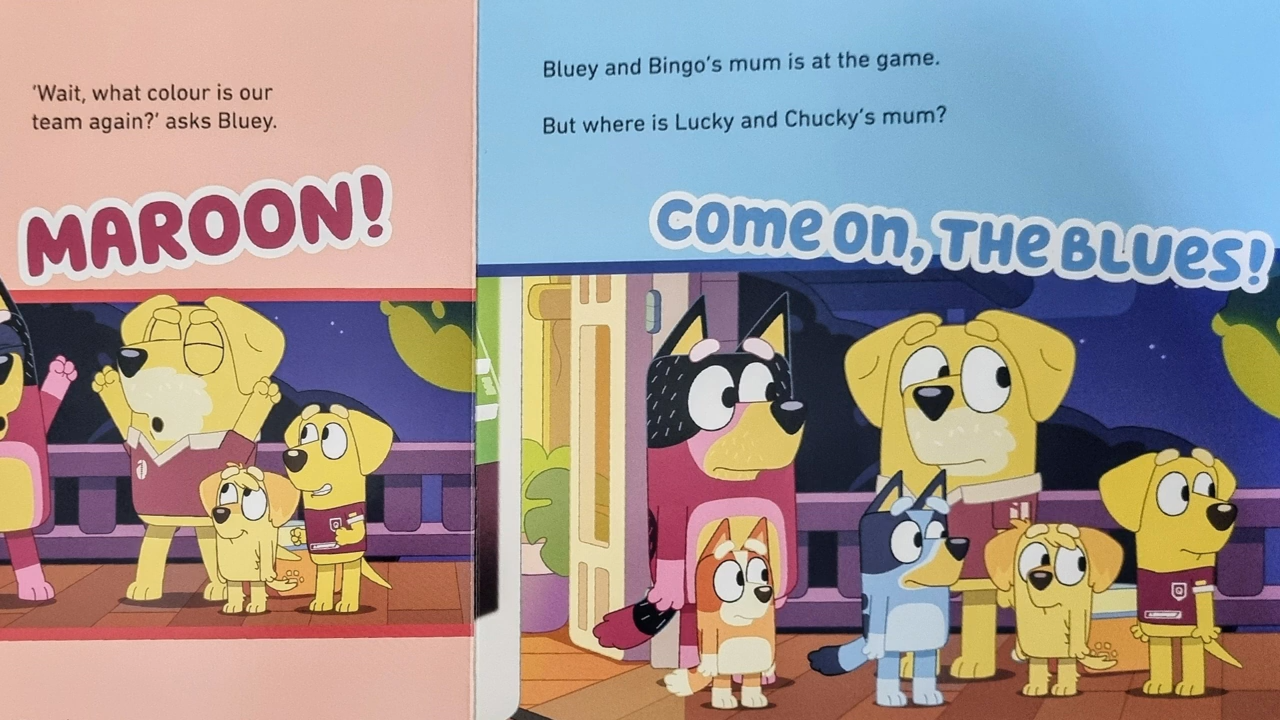 ‘Wait, what colour is our
team again?’ asks Bluey.
MAROON!
Bluey and Bingo’s mum is at the game.
But where is Lucky and Chucky’s mum?
COME ON, THE BLUES!